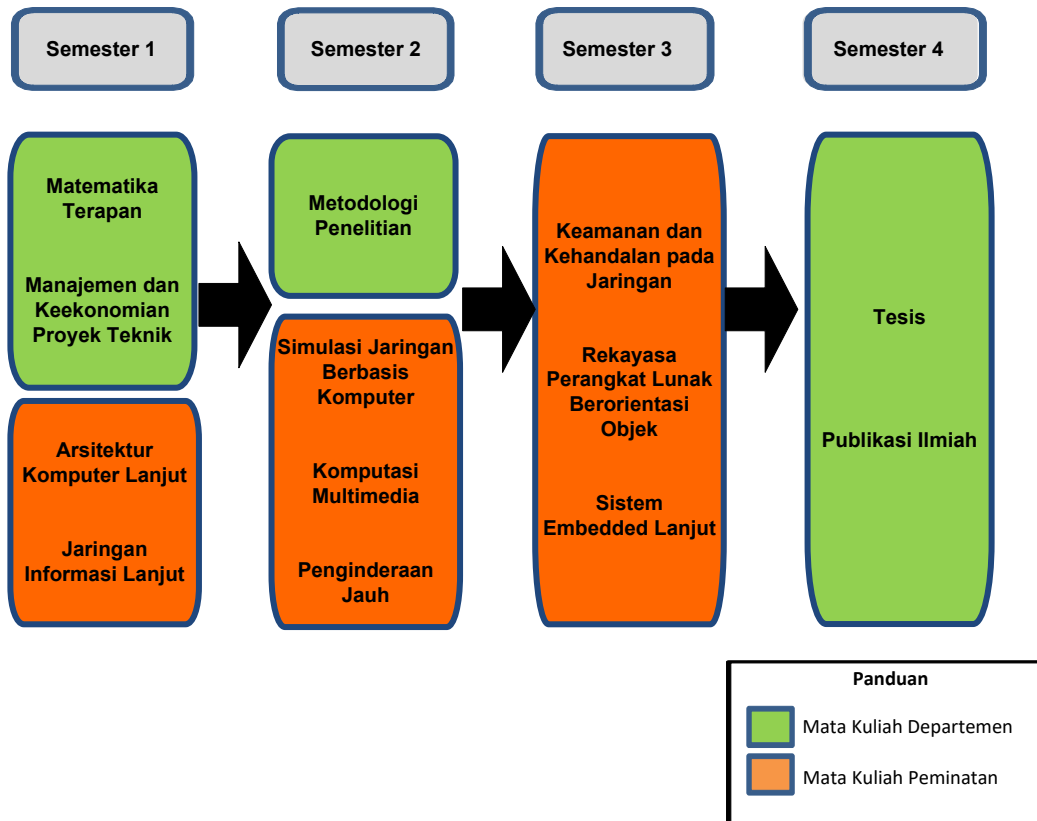 Semester 1
Semester 2
Semester 3
Semester 4
Matematika
Terapan
Manajemen dan
Keekonomian
Proyek Teknik
Arsitektur
Komputer Lanjut
Jaringan
Informasi Lanjut
Metodologi
Penelitian
Simulasi Jaringan
Berbasis
Komputer
Komputasi
Multimedia
Penginderaan
Jauh
Keamanan dan
Kehandalan pada
Jaringan
Rekayasa
Perangkat Lunak
Berorientasi
Objek
Sistem
Embedded Lanjut
Tesis
Publikasi Ilmiah
Panduan
Mata Kuliah Departemen
Mata Kuliah Peminatan